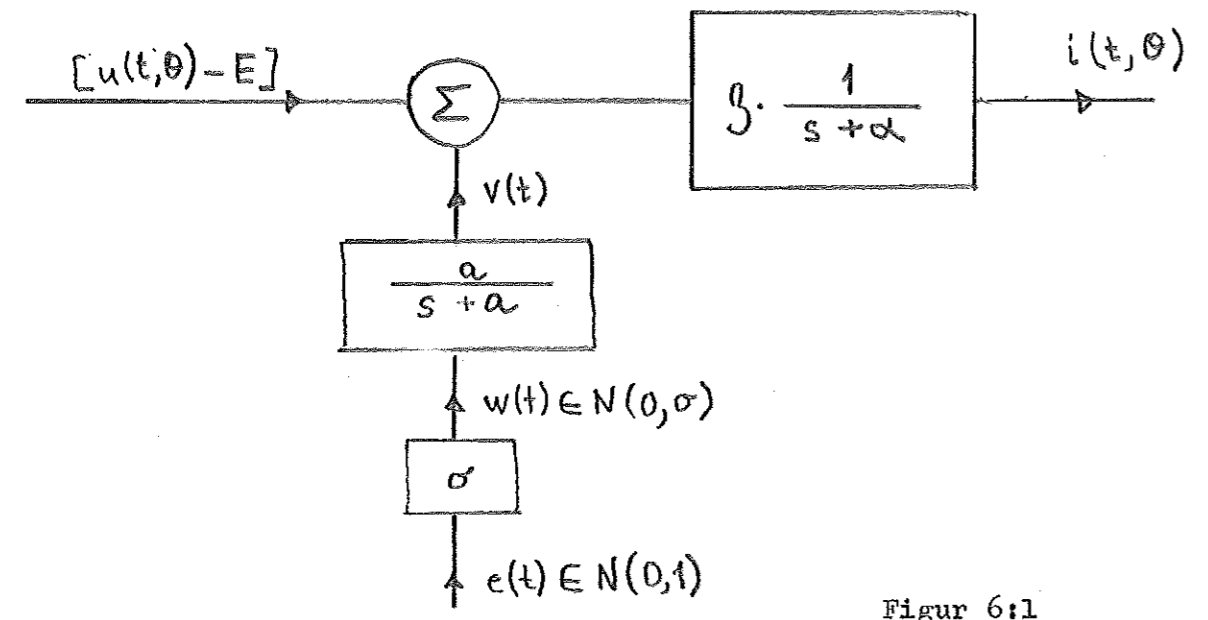 [u(t,θ)-E]
Σ
β · 1/(s+α)
i(t,θ)
v(t)
a/(s+a)
w(t) ∈ N(0,σ)
σ
e(t) ∈ N(0,1)
Figur 6:1